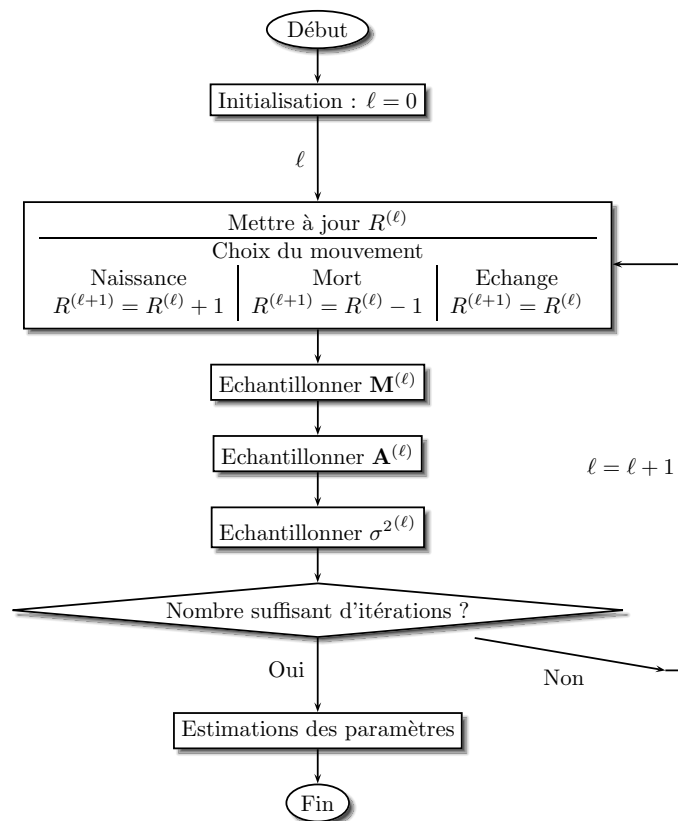 Début
Initialisation : ℓ = 0
ℓ
Mettre à jour R^(ℓ)
Choix du mouvement
Naissance Mort Echange
R^(ℓ+1) = R^(ℓ) + 1 R^(ℓ+1) = R^(ℓ) − 1 R^(ℓ+1) = R^(ℓ)
Echantillonner M^(ℓ)
Echantillonner A^(ℓ)
ℓ = ℓ + 1
Echantillonner σ^2^(ℓ)
Nombre suffisant d'itérations ?
Oui
Non
Estimations des paramètres
Fin